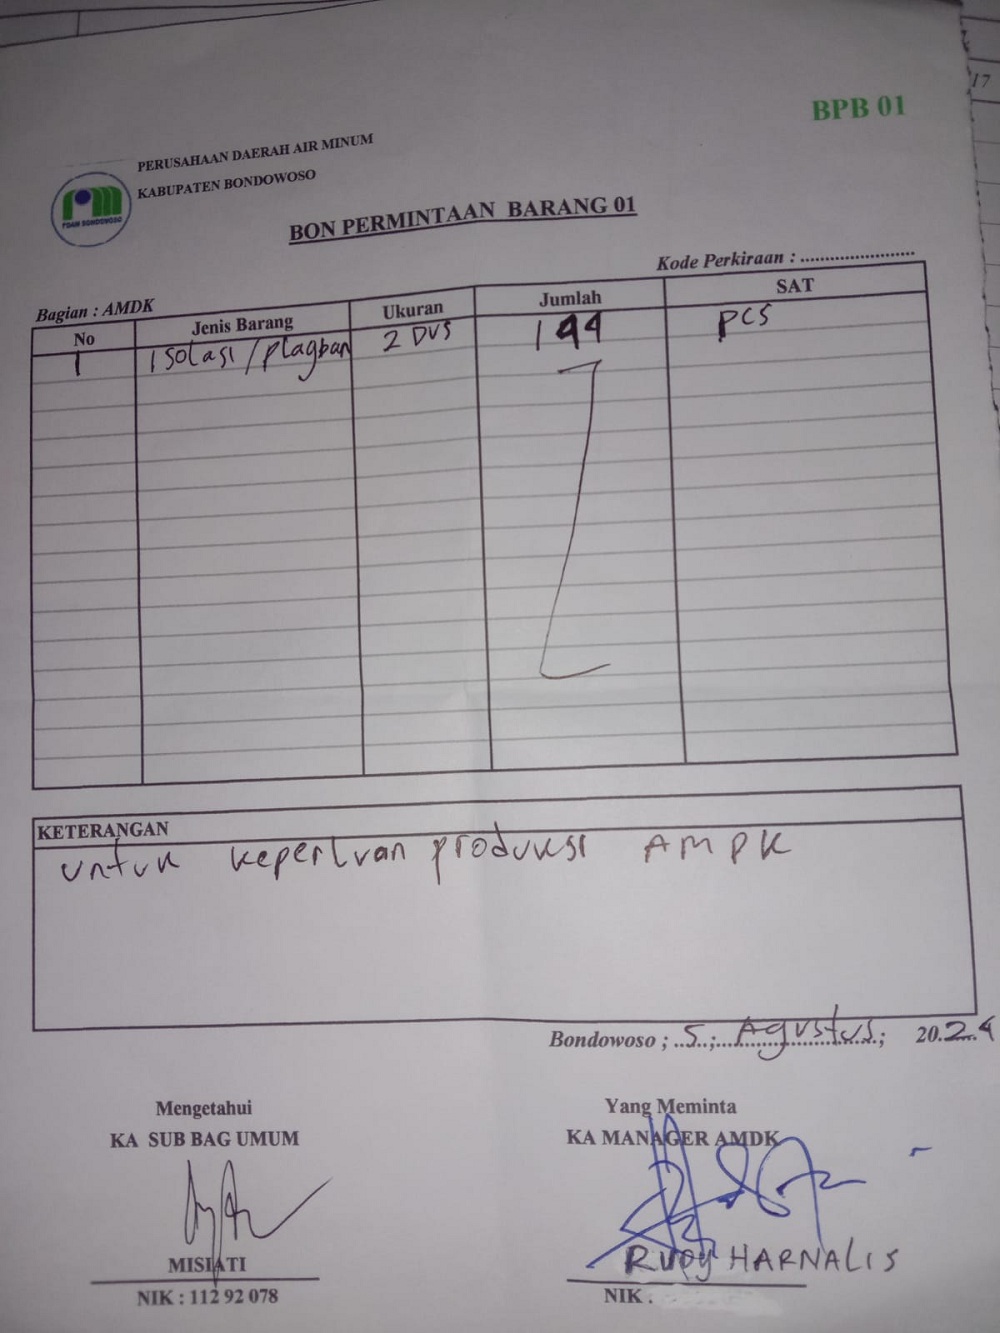 BPB 01
PERUSAHAAN DAERAH AIR MINUM
KABUPATEN BONDOWOSO
PDAM BONDOWOSO
BON PERMINTAAN BARANG 01
Kode Perkiraan : ........................
Bagian : AMDK
No Jenis Barang Ukuran Jumlah SAT
1 Isolasi/plagban 2 DUS 144 PCS
KETERANGAN
untuk keperluan produksi AMPK
Bondowoso ; 5 ; Agustus ; 2024
Mengetahui Yang Meminta
KA SUB BAG UMUM KA MANAGER AMDK
MISIATI RUDY HARNALIS
NIK : 112 92 078 NIK .
17